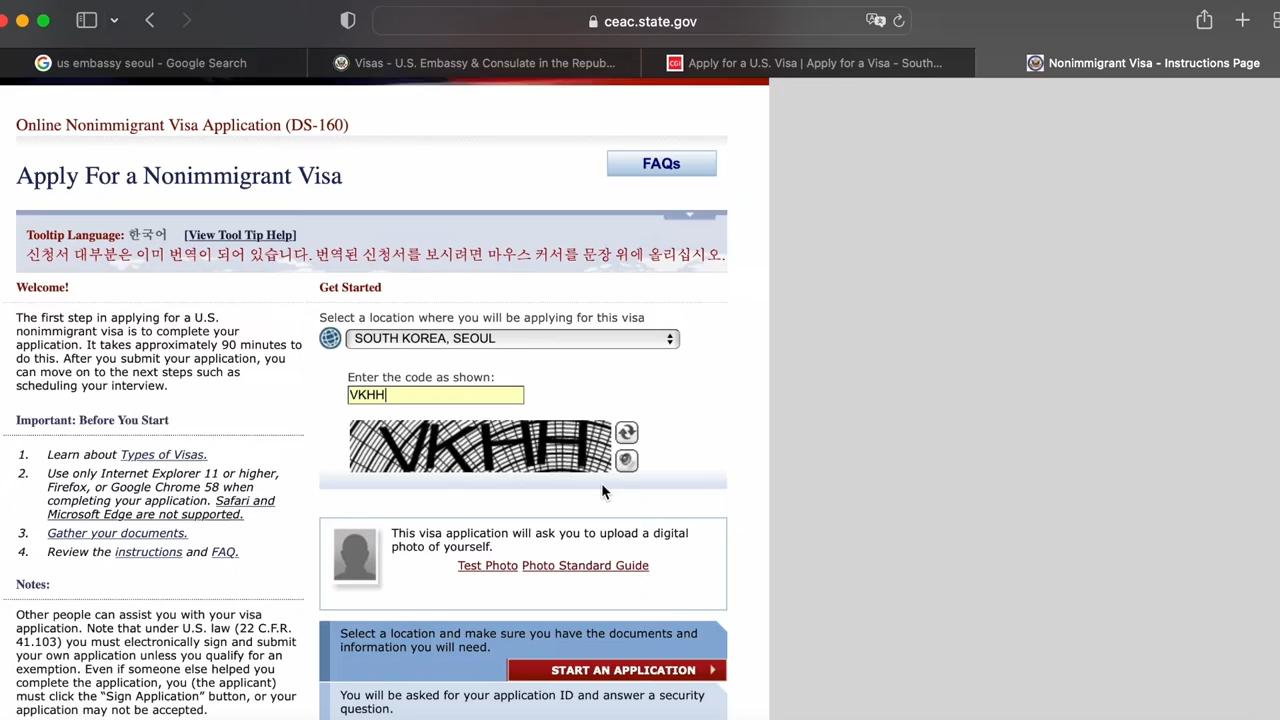 ceac.state.gov
us embassy seoul - Google Search
Visas - U.S. Embassy & Consulate in the Repub...
CGI
Apply for a U.S. Visa | Apply for a Visa - South...
Nonimmigrant Visa - Instructions Page
Online Nonimmigrant Visa Application (DS-160)
Apply For a Nonimmigrant Visa
FAQs
Tooltip Language: 한국어 [View Tool Tip Help]
신청서 대부분은 이미 번역이 되어 있습니다. 번역된 신청서를 보시려면 마우스 커서를 문장 위에 올리십시오.
Welcome!
The first step in applying for a U.S.
nonimmigrant visa is to complete your
application. It takes approximately 90 minutes to
do this. After you submit your application, you
can move on to the next steps such as
scheduling your interview.
Important: Before You Start
1. Learn about Types of Visas.
2. Use only Internet Explorer 11 or higher,
Firefox, or Google Chrome 58 when
completing your application. Safari and
Microsoft Edge are not supported.
3. Gather your documents.
4. Review the instructions and FAQ.
Notes:
Other people can assist you with your visa
application. Note that under U.S. law (22 C.F.R.
41.103) you must electronically sign and submit
your own application unless you qualify for an
exemption. Even if someone else helped you
complete the application, you (the applicant)
must click the "Sign Application" button, or your
application may not be accepted.
Get Started
Select a location where you will be applying for this visa
SOUTH KOREA, SEOUL
Enter the code as shown:
VKHH
VKHH
This visa application will ask you to upload a digital
photo of yourself.
Test Photo Photo Standard Guide
Select a location and make sure you have the documents and
information you will need.
START AN APPLICATION
You will be asked for your application ID and answer a security
question.